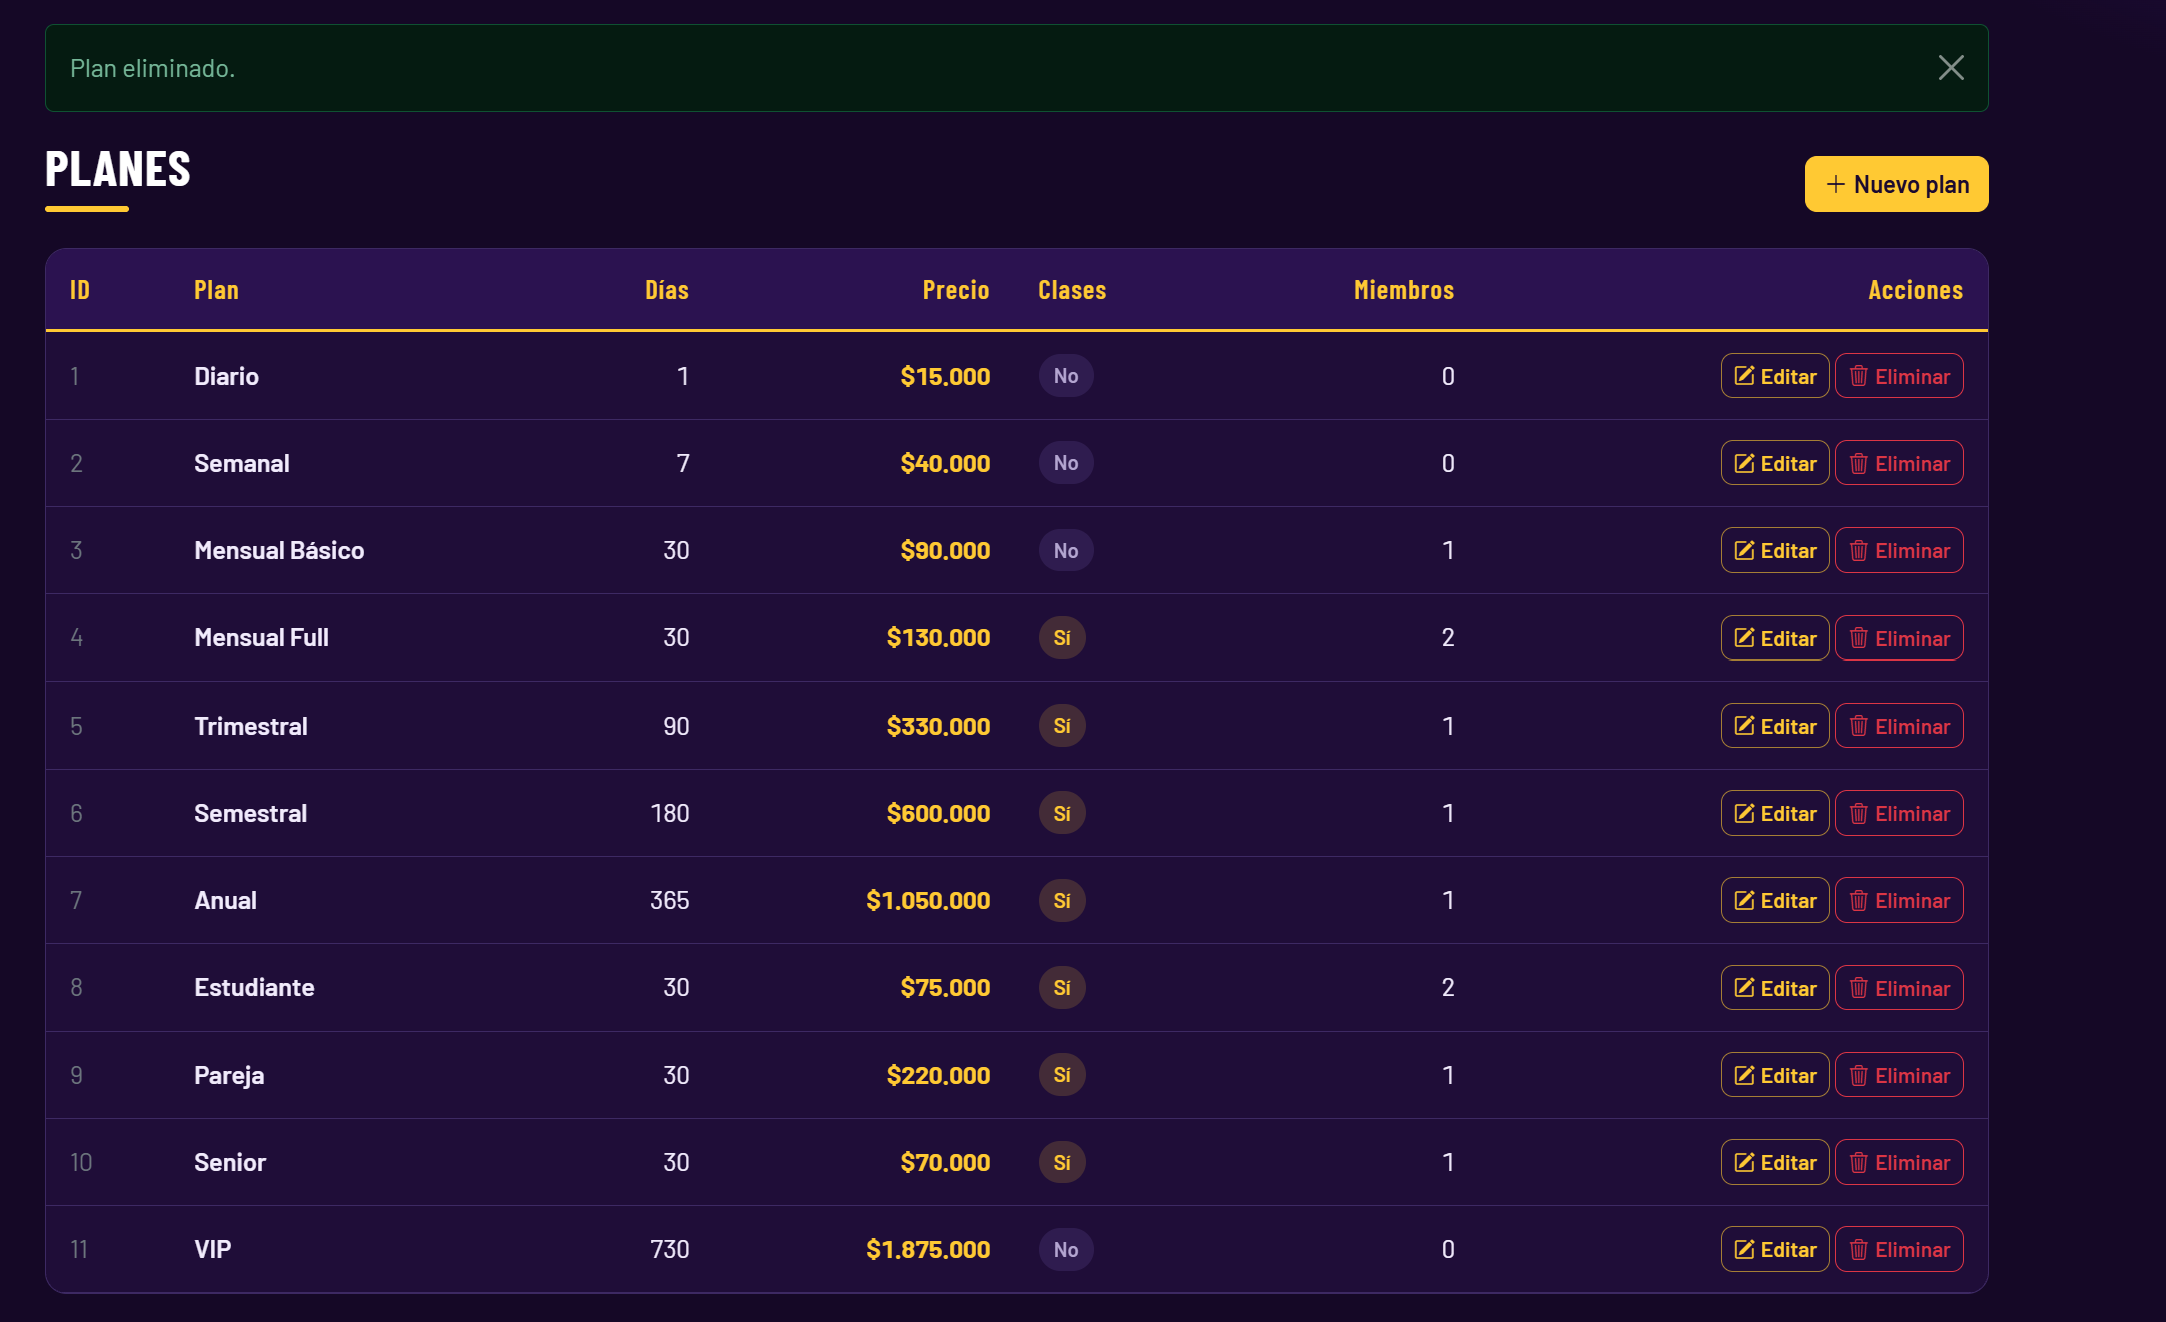 Plan eliminado.
PLANES
+ Nuevo plan
ID Plan Días Precio Clases Miembros Acciones
1 Diario 1 $15.000 No 0 Editar Eliminar
2 Semanal 7 $40.000 No 0 Editar Eliminar
3 Mensual Básico 30 $90.000 No 1 Editar Eliminar
4 Mensual Full 30 $130.000 Sí 2 Editar Eliminar
5 Trimestral 90 $330.000 Sí 1 Editar Eliminar
6 Semestral 180 $600.000 Sí 1 Editar Eliminar
7 Anual 365 $1.050.000 Sí 1 Editar Eliminar
8 Estudiante 30 $75.000 Sí 2 Editar Eliminar
9 Pareja 30 $220.000 Sí 1 Editar Eliminar
10 Senior 30 $70.000 Sí 1 Editar Eliminar
11 VIP 730 $1.875.000 No 0 Editar Eliminar